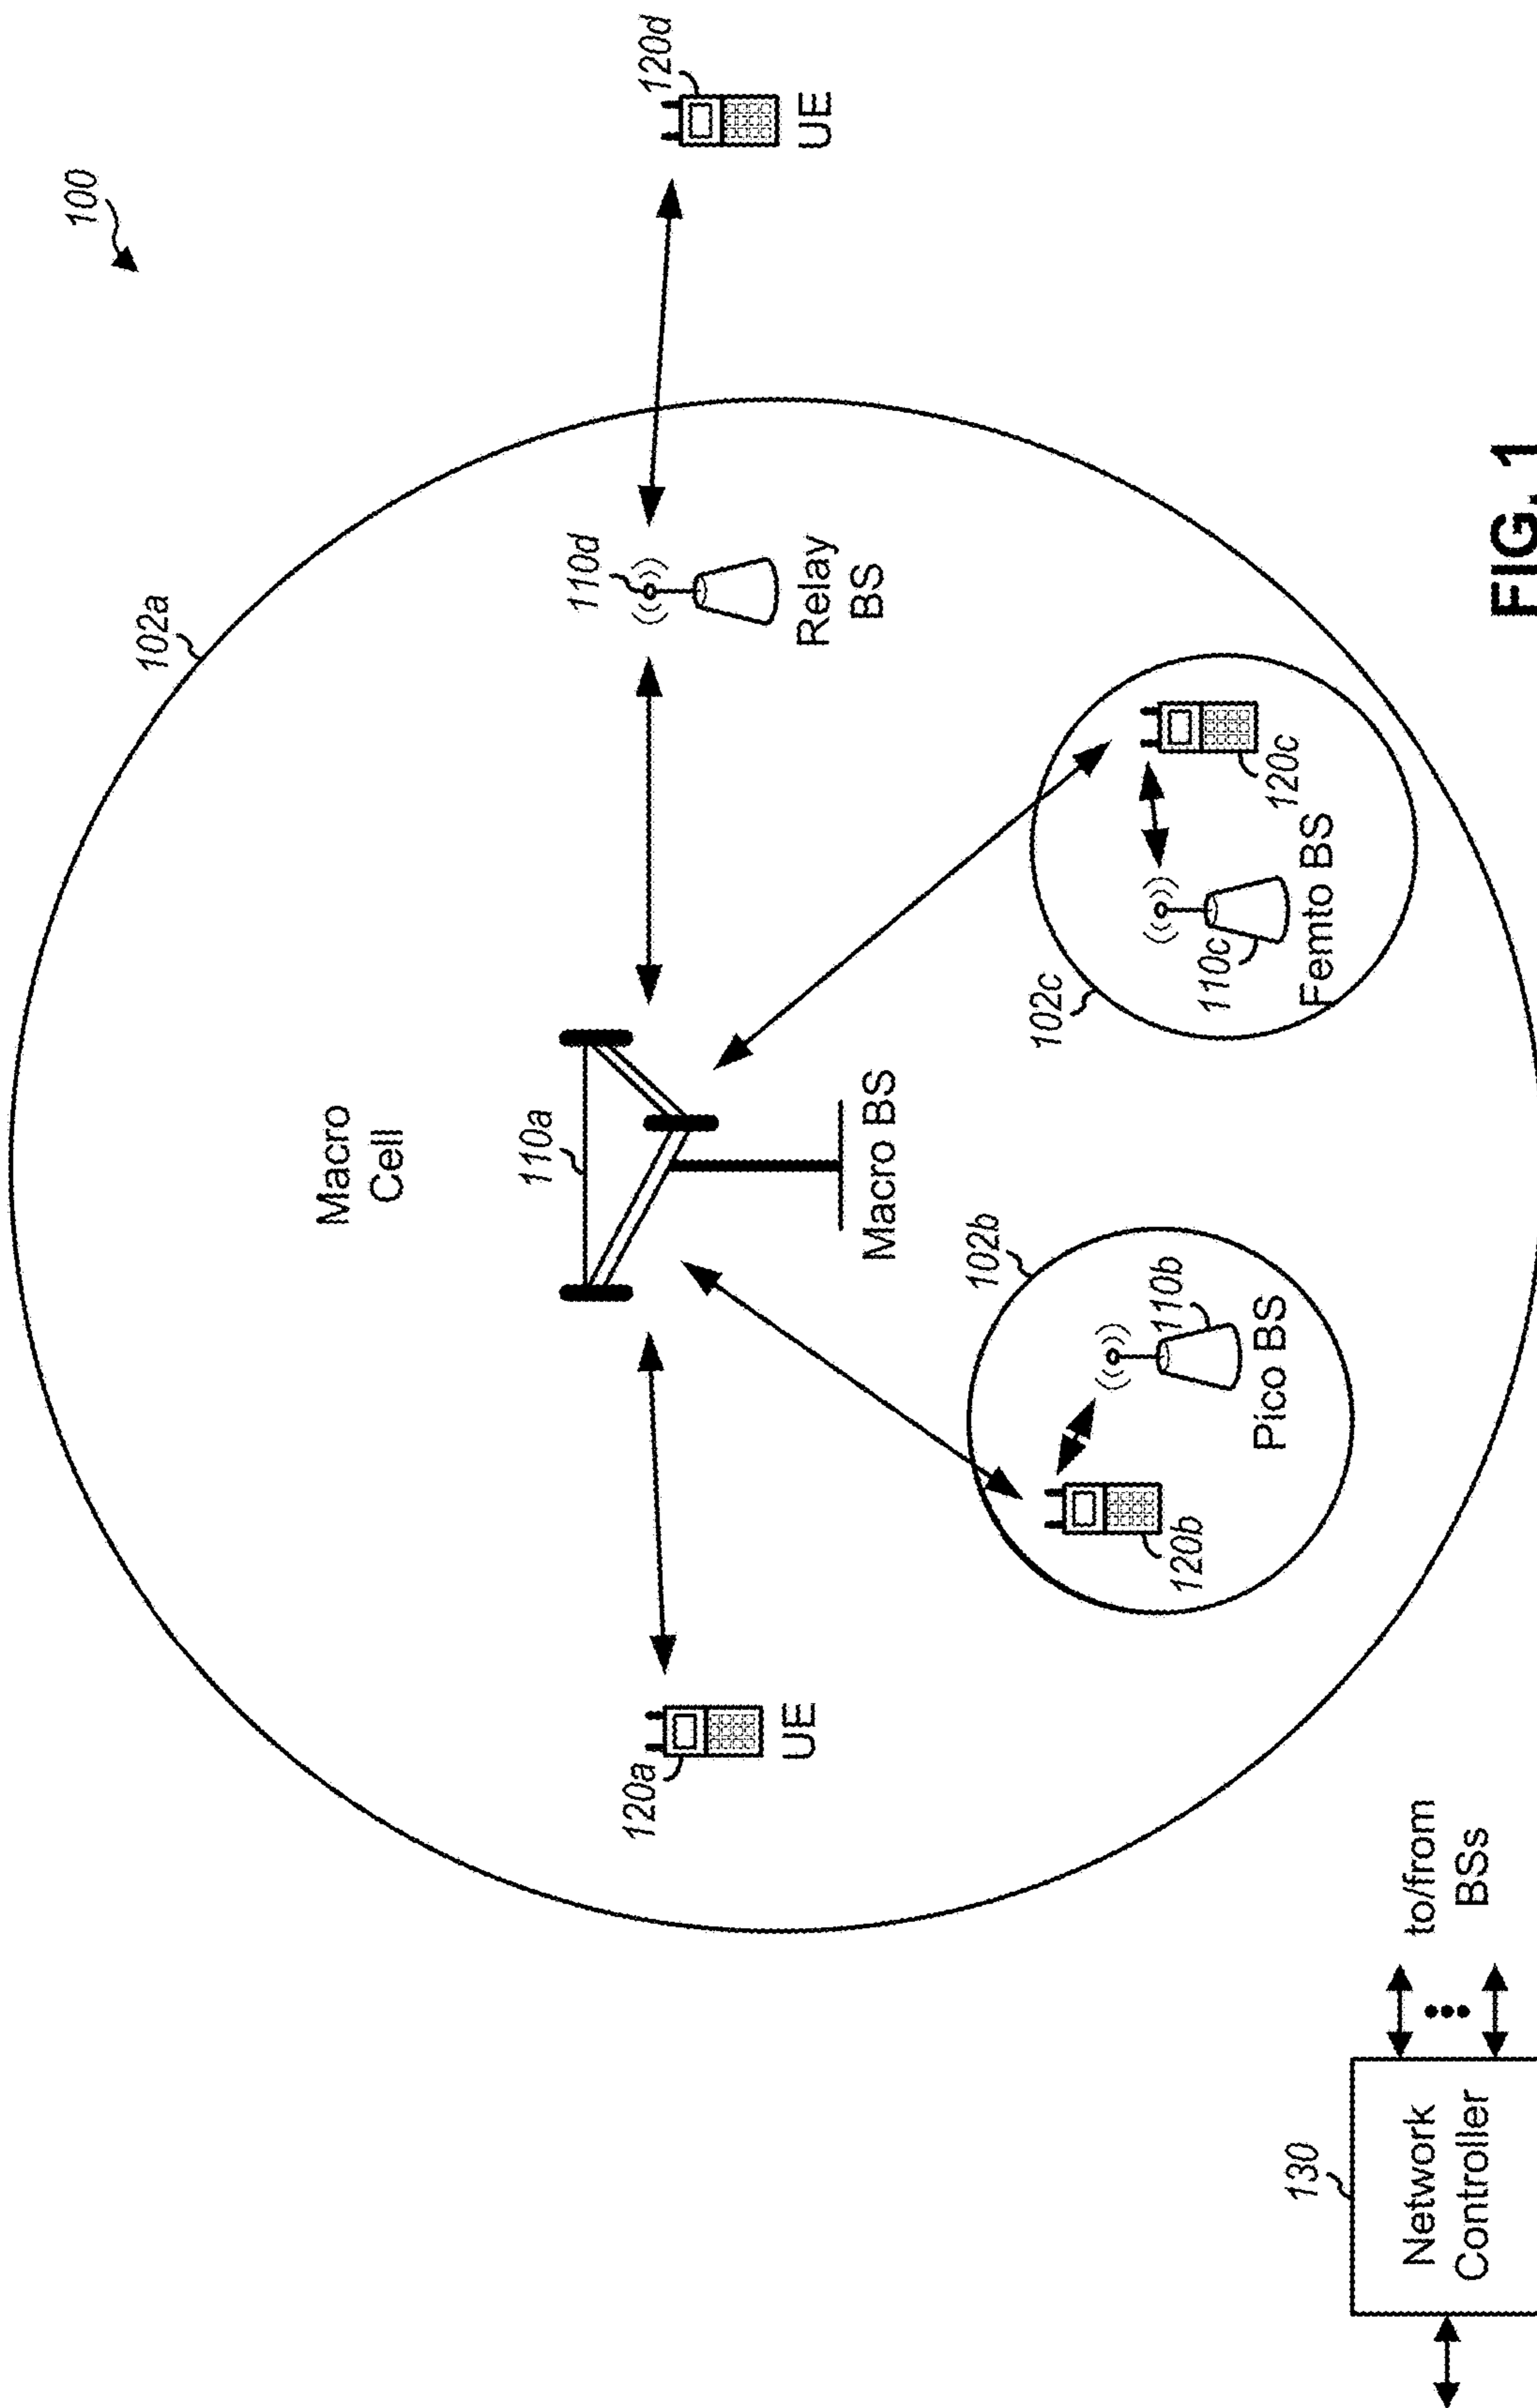 100
102a
Macro
Cell
110a
110d
120a
120d
UE
Macro BS
Relay
BS
UE
102b
102c
110b
120b
Pico BS
110c
120c
Femto BS
130
Network
Controller
to/from
BSs
FIG. 1